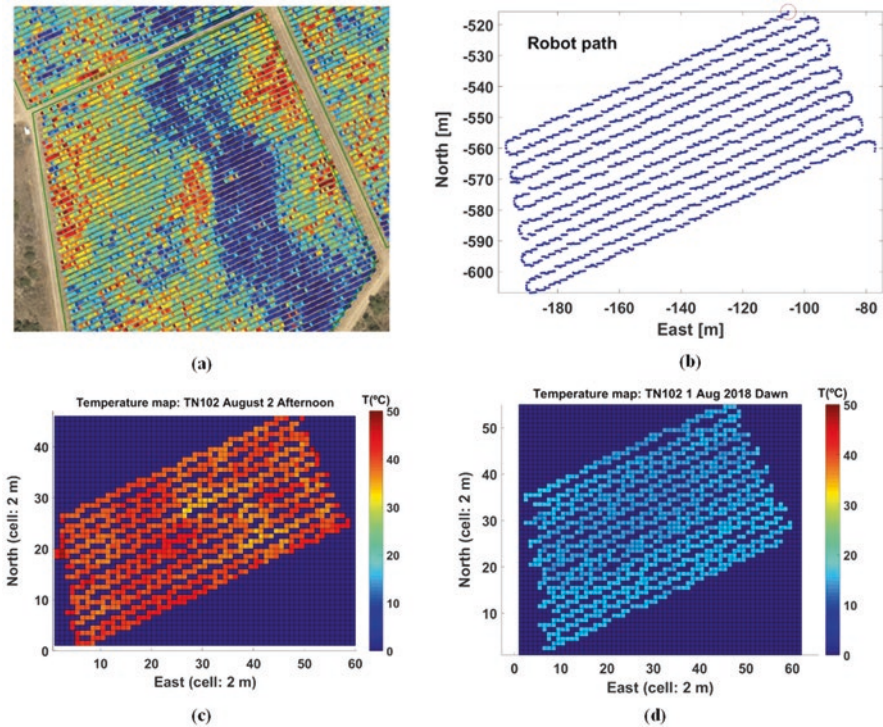 Robot path
-520
-530
-540
-550
-560
-570
-580
-590
-600
North [m]
-180 -160 -140 -120 -100 -80
East [m]
(a)
(b)
Temperature map: TN102 August 2 Afternoon T(ºC)
50
40
30
20
10
0
North (cell: 2 m)
40
30
20
10
0
10 20 30 40 50 60
East (cell: 2 m)
(c)
Temperature map: TN102 1 Aug 2018 Dawn T(ºC)
50
40
30
20
10
0
North (cell: 2 m)
50
40
30
20
10
0 10 20 30 40 50 60
East (cell: 2 m)
(d)